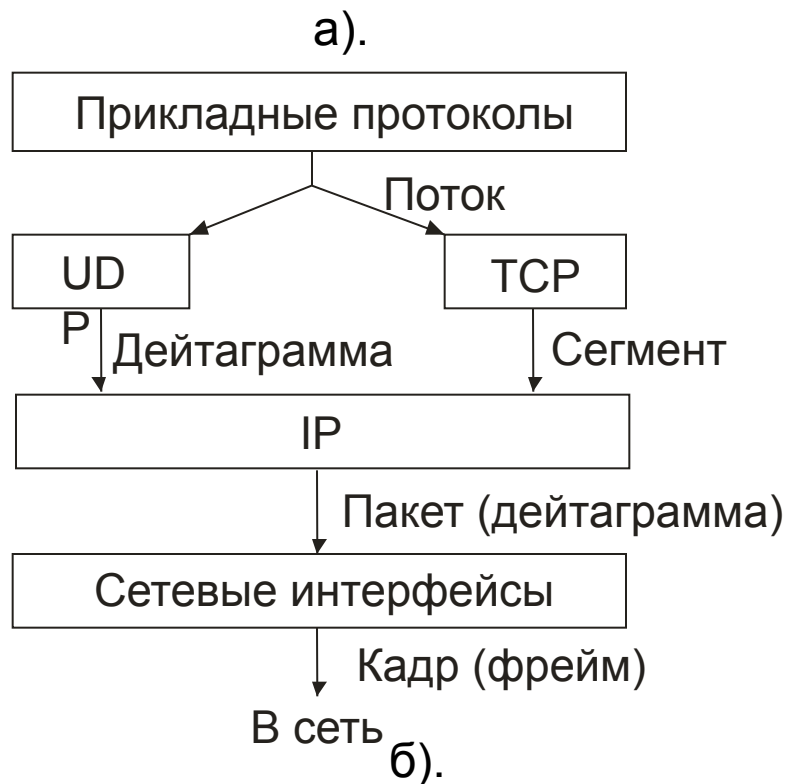 а).
Прикладные протоколы
Поток
UD
P
TCP
Дейтаграмма
Сегмент
IP
Пакет (дейтаграмма)
Сетевые интерфейсы
Кадр (фрейм)
В сеть
б).